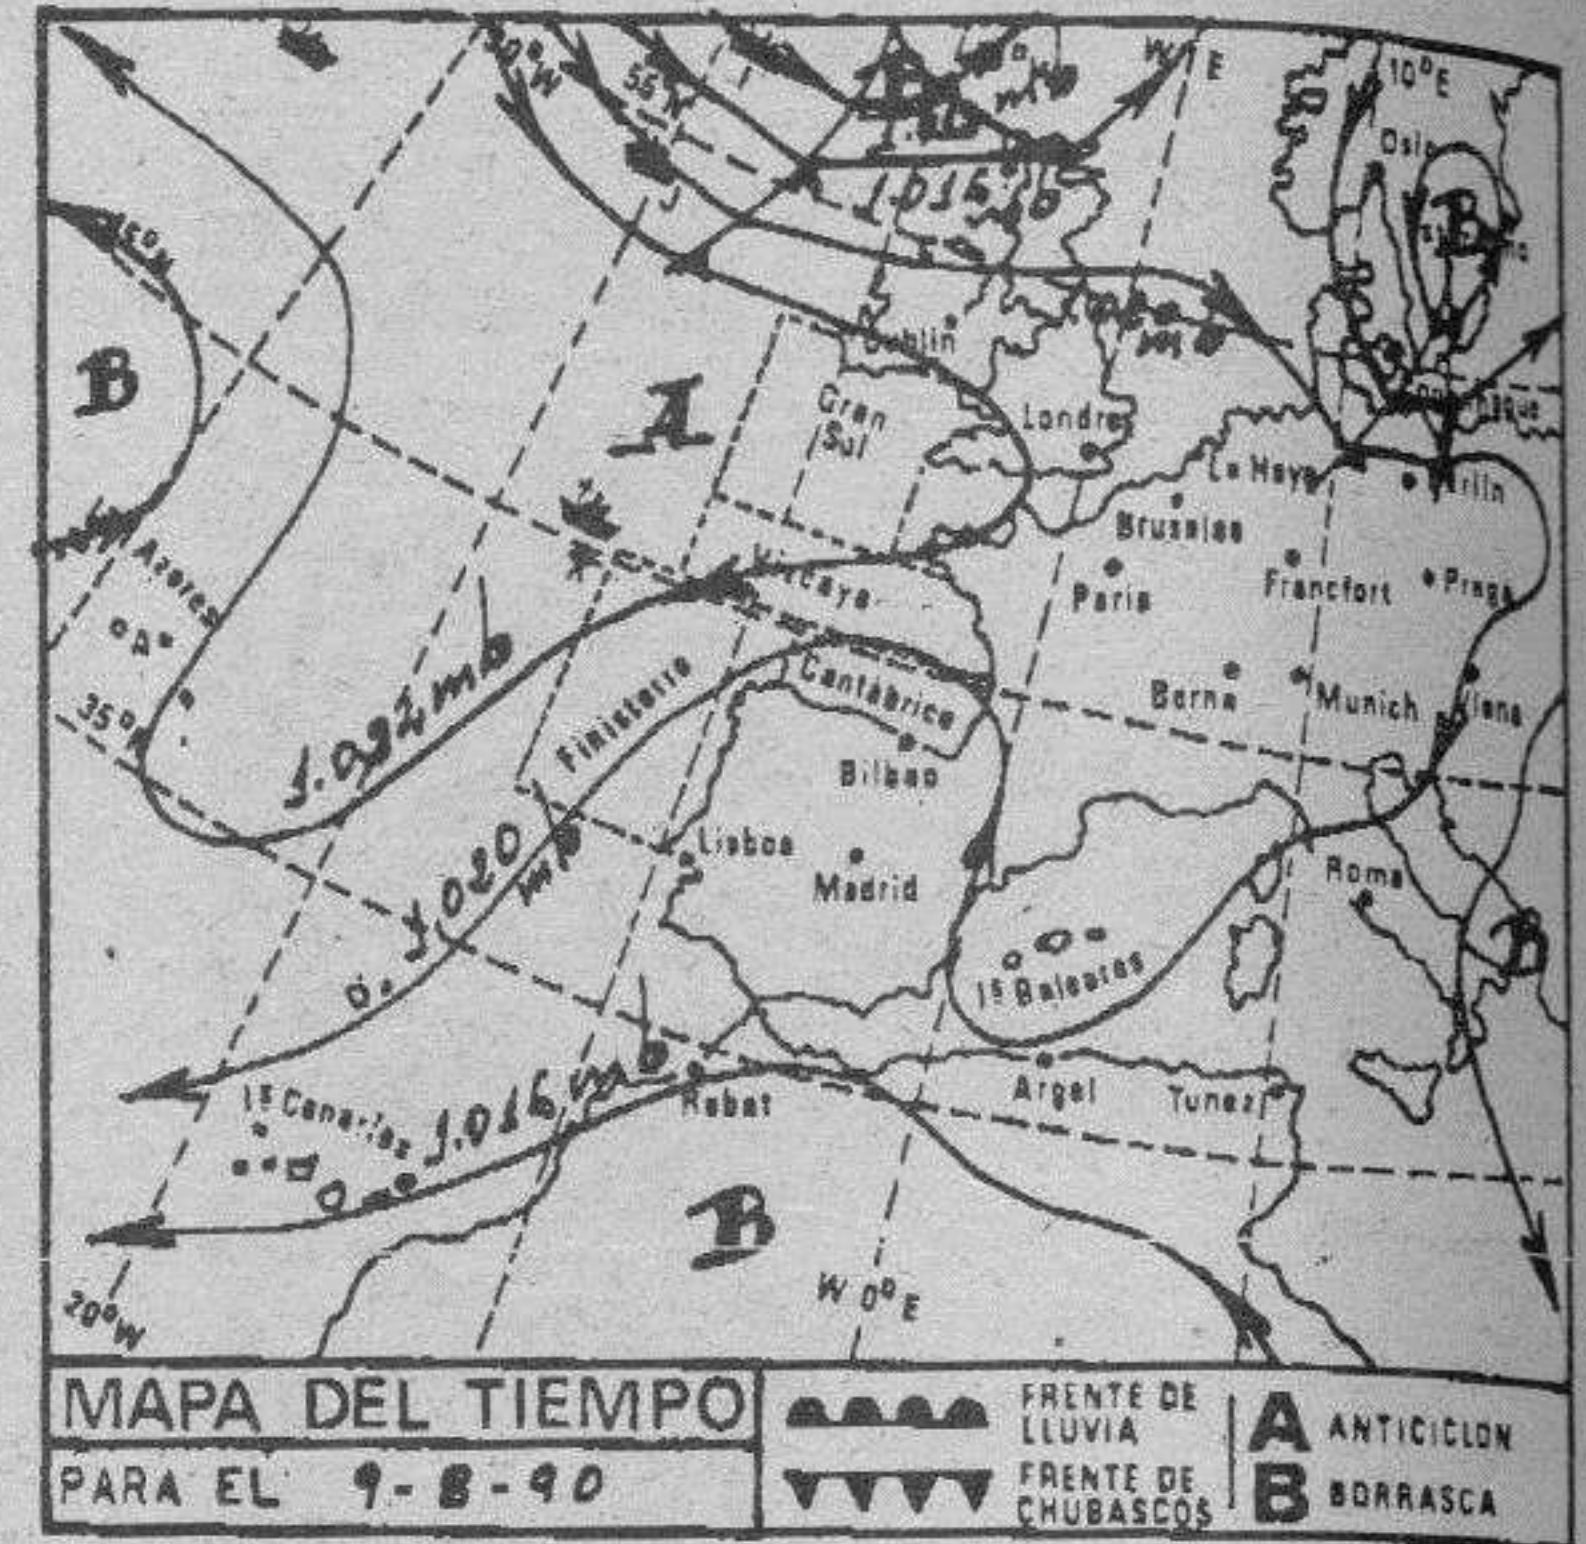 W E
10°E
Oslo
1.016 mb
B
45°N
mb
B
Dublin
A
Gran
Sol
Londres
La Haya
Berlin
Bruselas
Paris
Francfort
Praga
Azores
Vizcaya
1.024 mb
35°N
Finisterre
Cantábrico
Berna
Munich
Viena
Bilbao
1.020
mb
Lisboa
Madrid
Roma
B
Iˢ Baleares
Iˢ Canarias
1.016 mb
Rabat
Argel
Tunez
B
20°W
W 0° E
MAPA DEL TIEMPO
PARA EL 9-8-90
FRENTE DE
LLUVIA
FRENTE DE
CHUBASCOS
A ANTICICLON
B BORRASCA